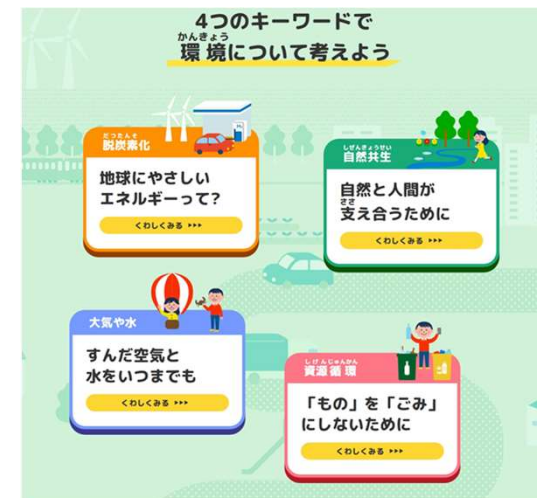 4つのキーワードで
かんきょう
環境について考えよう
だつたんそ
脱炭素化
地球にやさしい
エネルギーって?
くわしくみる
しぜんきょうせい
自然共生
自然と人間が
ささ
支え合うために
くわしくみる
大気や水
すんだ空気と
水をいつまでも
くわしくみる
しげんじゅんかん
資源循環
「もの」を「ごみ」
にしないために
くわしくみる